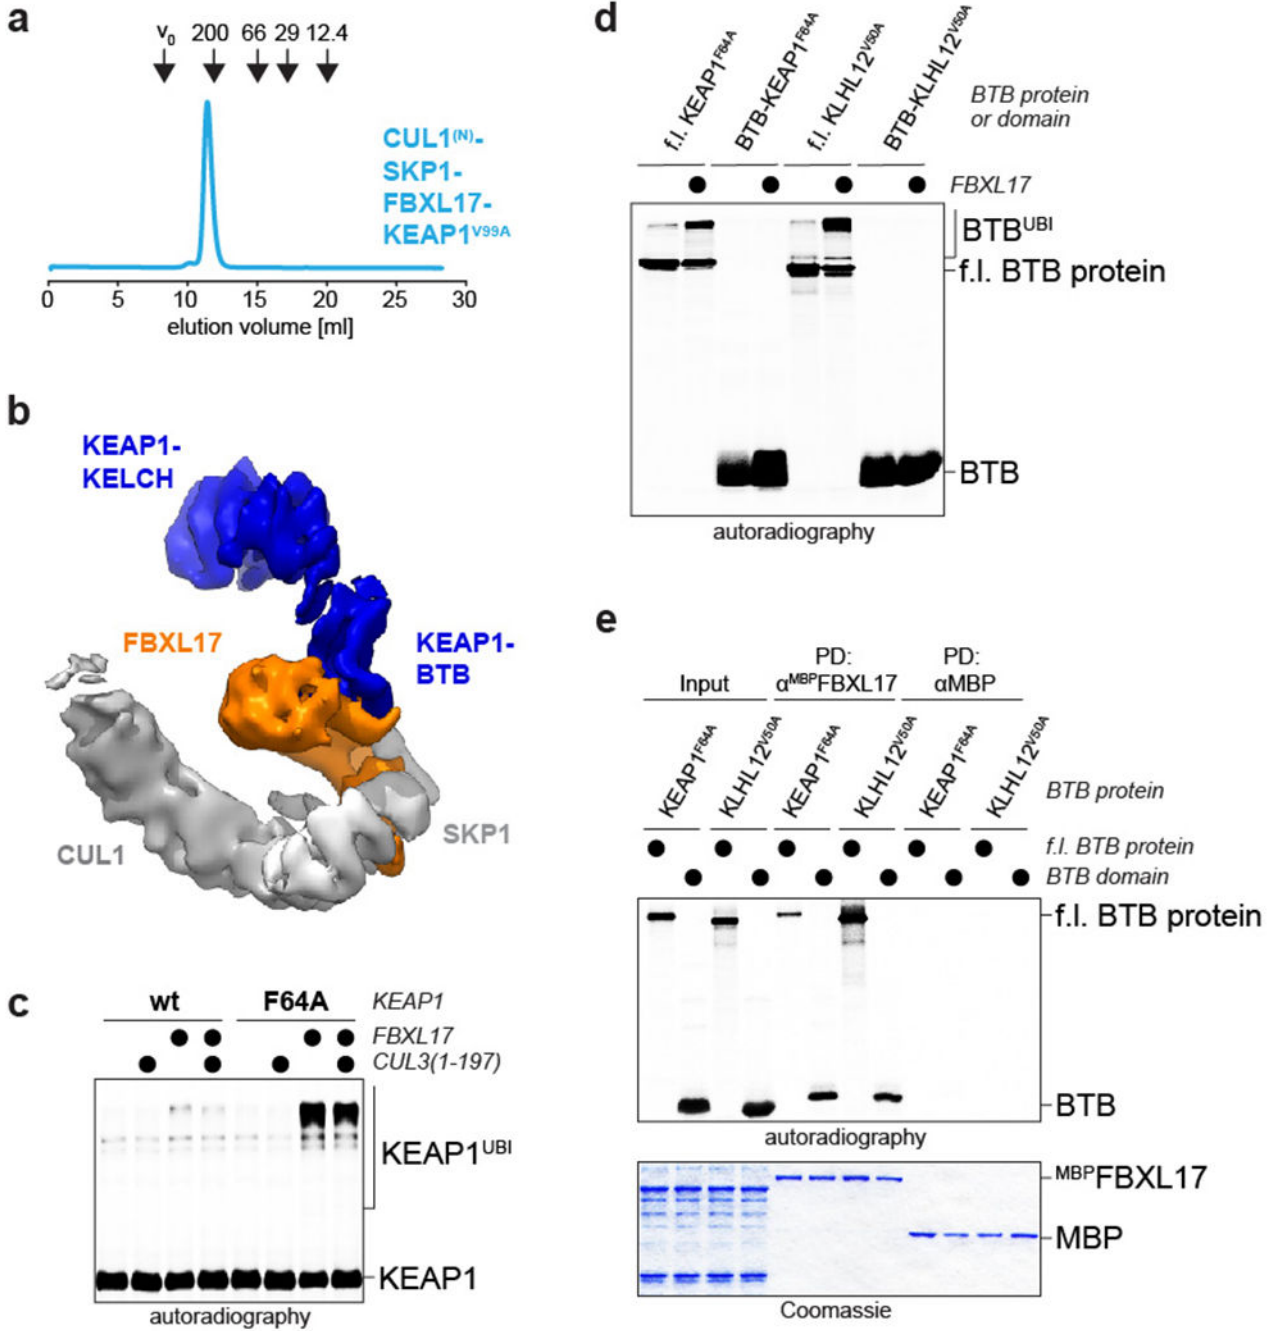 a
v0 200 66 29 12.4
CUL1(N)-
SKP1-
FBXL17-
KEAP1V99A
0 5 10 15 20 25 30
elution volume [ml]
b
KEAP1-
KELCH
FBXL17
KEAP1-
BTB
CUL1
SKP1
c
wt F64A KEAP1
FBXL17
CUL3(1-197)
KEAP1UBI
KEAP1
autoradiography
d
f.l. KEAP1F64A
BTB-KEAP1F64A
f.l. KLHL12V50A
BTB-KLHL12V50A
BTB protein
or domain
FBXL17
BTBUBI
f.l. BTB protein
BTB
autoradiography
e
Input
PD:
αMBPFBXL17
PD:
αMBP
KEAP1F64A
KLHL12V50A
KEAP1F64A
KLHL12V50A
KEAP1F64A
KLHL12V50A
BTB protein
f.l. BTB protein
BTB domain
f.l. BTB protein
BTB
autoradiography
MBPFBXL17
MBP
Coomassie